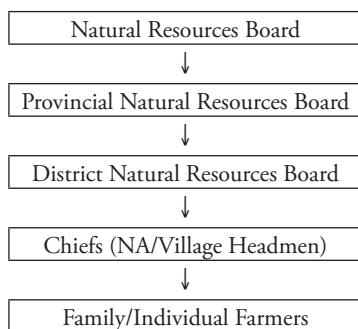 Natural Resources Board
Provincial Natural Resources Board
District Natural Resources Board
Chiefs (NA/Village Headmen)
Family/Individual Farmers